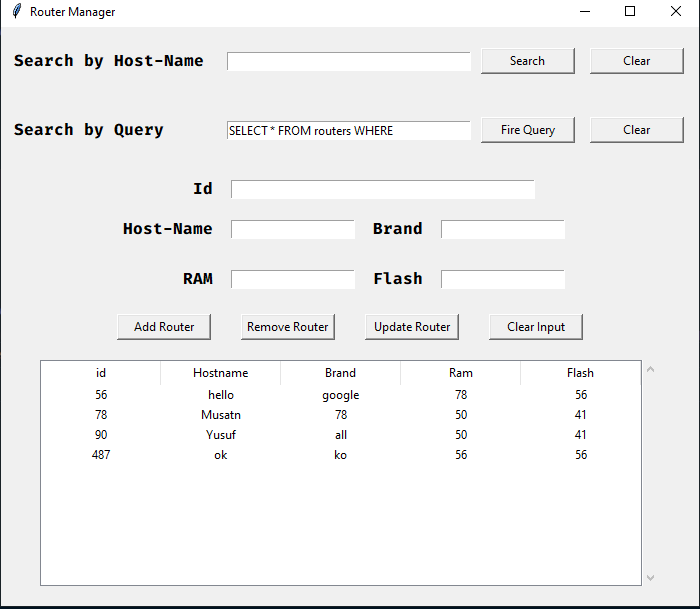 Router Manager
Search by Host-Name Search Clear
Search by Query SELECT * FROM routers WHERE Fire Query Clear
Id
Host-Name Brand
RAM Flash
Add Router Remove Router Update Router Clear Input
id Hostname Brand Ram Flash
56 hello google 78 56
78 Musatn 78 50 41
90 Yusuf all 50 41
487 ok ko 56 56